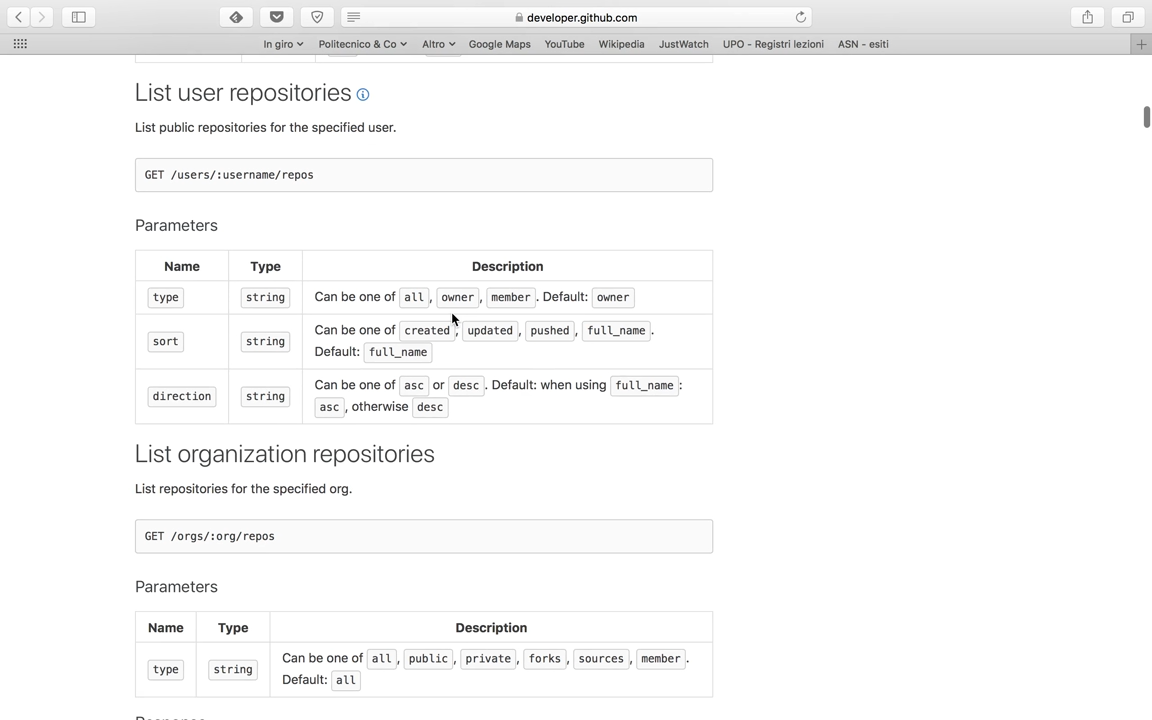 developer.github.com
In giro
Politecnico & Co
Altro
Google Maps
YouTube
Wikipedia
JustWatch
UPO - Registri lezioni
ASN - esiti
List user repositories
List public repositories for the specified user.
GET /users/:username/repos
Parameters
Name Type Description
type string Can be one of all , owner , member . Default: owner
sort string Can be one of created , updated , pushed , full_name .
Default: full_name
direction string Can be one of asc or desc . Default: when using full_name :
asc , otherwise desc
List organization repositories
List repositories for the specified org.
GET /orgs/:org/repos
Parameters
Name Type Description
type string Can be one of all , public , private , forks , sources , member .
Default: all